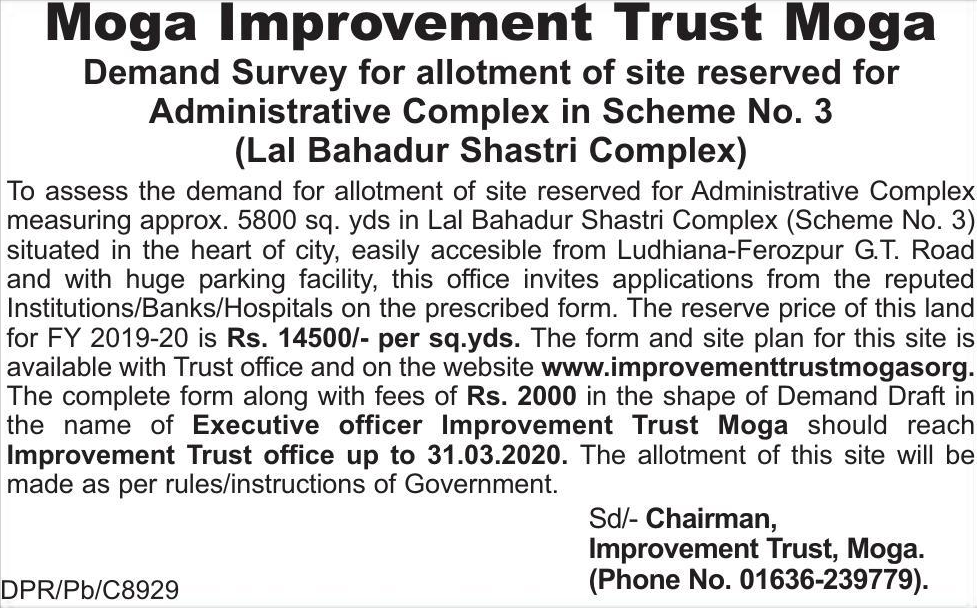 Moga Improvement Trust Moga
Demand Survey for allotment of site reserved for
Administrative Complex in Scheme No. 3
(Lal Bahadur Shastri Complex)
To assess the demand for allotment of site reserved for Administrative Complex
measuring approx. 5800 sq. yds in Lal Bahadur Shastri Complex (Scheme No. 3)
situated in the heart of city, easily accesible from Ludhiana-Ferozpur G.T. Road
and with huge parking facility, this office invites applications from the reputed
Institutions/Banks/Hospitals on the prescribed form. The reserve price of this land
for FY 2019-20 is Rs. 14500/- per sq.yds. The form and site plan for this site is
available with Trust office and on the website www.improvementtrustmogasorg.
The complete form along with fees of Rs. 2000 in the shape of Demand Draft in
the name of Executive officer Improvement Trust Moga should reach
Improvement Trust office up to 31.03.2020. The allotment of this site will be
made as per rules/instructions of Government.
Sd/- Chairman,
Improvement Trust, Moga.
(Phone No. 01636-239779).
DPR/Pb/C8929